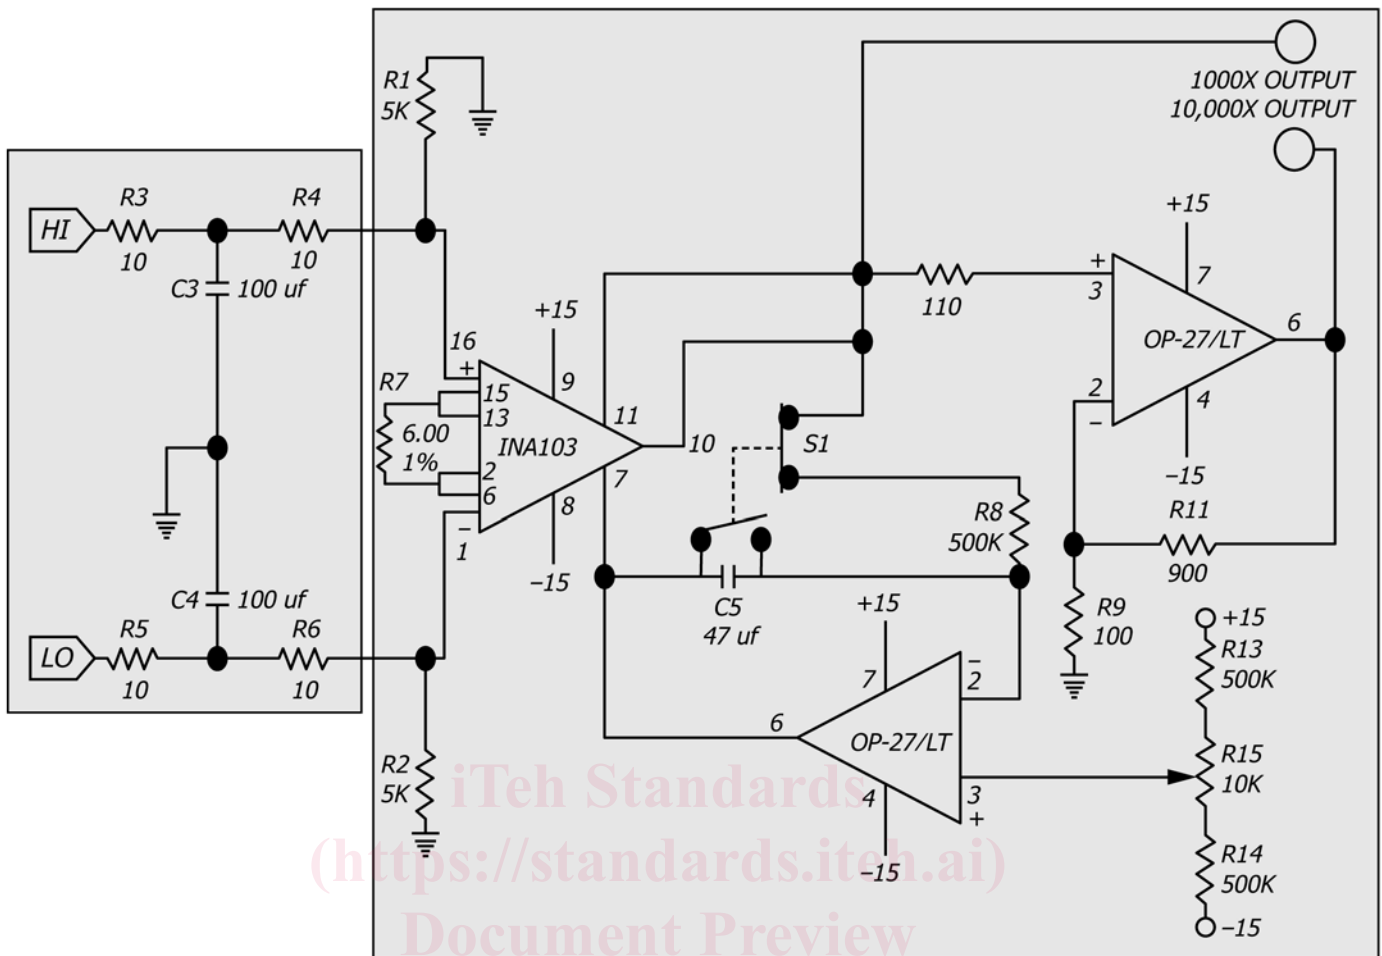 R1
5K
1000X OUTPUT
10,000X OUTPUT
HI
R3
10
R4
10
C3
100 uf
110
+15
+
3
7
OP-27/LT
6
2
–
4
–15
16
+
+15
9
R7
15
13
6.00
1%
2
6
INA103
11
10
7
8
–
1
–15
S1
R8
500K
R11
900
C4
100 uf
C5
47 uf
R9
100
LO
R5
10
R6
10
+15
7
–
2
6
OP-27/LT
4
3
+
–15
+15
R13
500K
R15
10K
R14
500K
–15
R2
5K
iTeh Standards
(https://standards.iteh.ai)
Document Preview